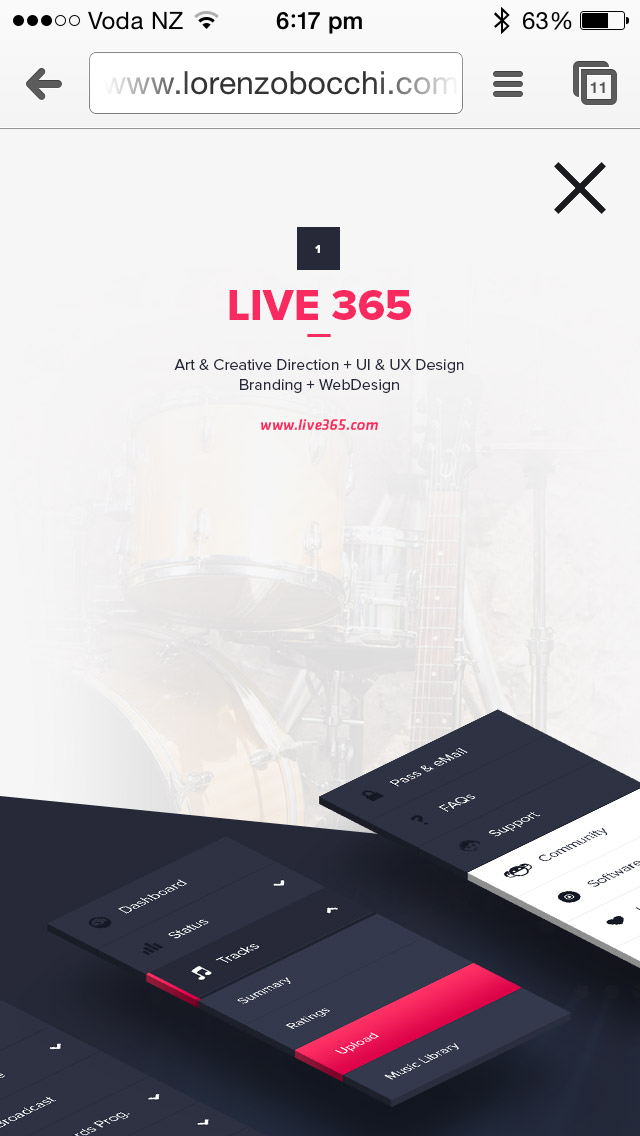 Voda NZ
6:17 pm
63%
www.lorenzobocchi.com
11
1
LIVE 365
Art & Creative Direction + UI & UX Design
Branding + WebDesign
www.live365.com
Pass & eMail
FAQs
Support
Community
Software
Dashboard
Status
Tracks
Summary
Ratings
Upload
Music Library
roadcast
rds Prog.